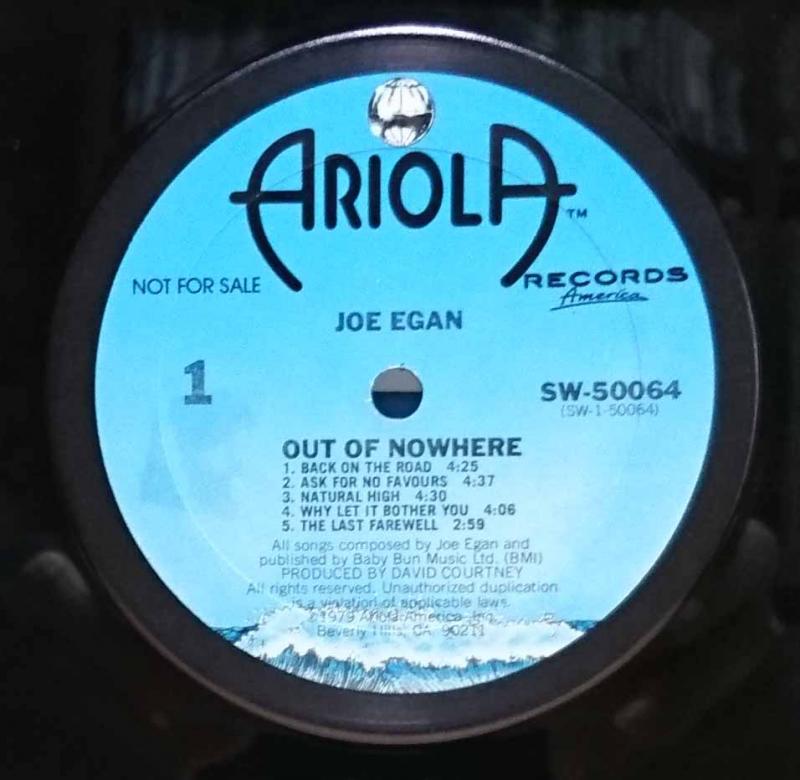 ARIOLA™
RECORDS
America
NOT FOR SALE
JOE EGAN
1
SW-50064
(SW-1-50064)
OUT OF NOWHERE
1. BACK ON THE ROAD 4:25
2. ASK FOR NO FAVOURS 4:37
3. NATURAL HIGH 4:30
4. WHY LET IT BOTHER YOU 4:06
5. THE LAST FAREWELL 2:59
All songs composed by Joe Egan and
published by Baby Bun Music Ltd. (BMI)
PRODUCED BY DAVID COURTNEY
All rights reserved. Unauthorized duplication
is a violation of applicable laws.
1979 Ariola America, Inc.
Beverly Hills, CA 90211